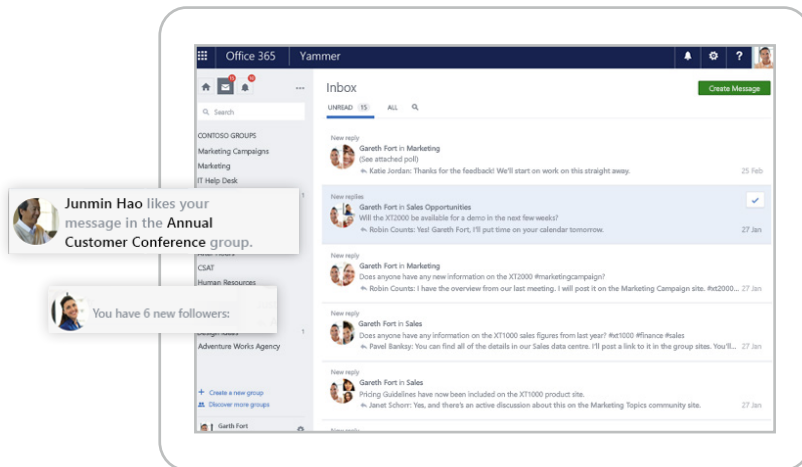 Office 365
Yammer
?
Inbox
Create Message
UNREAD 15 ALL
Search
CONTOSO GROUPS
Marketing Campaigns
Marketing
IT Help Desk
1
CSAT
Human Resources
1
Adventure Works Agency
+ Create a new group
Discover more groups
Garth Fort
Junmin Hao likes your
message in the Annual
Customer Conference group.
You have 6 new followers:
New reply
Gareth Fort in Marketing
(See attached poll)
Katie Jordan: Thanks for the feedback! We'll start on work on this straight away. 25 Feb
New replies
Gareth Fort in Sales Opportunities
Will the XT2000 be available for a demo in the next few weeks?
Robin Counts: Yes! Gareth Fort, I'll put time on your calendar tomorrow. 27 Jan
New reply
Gareth Fort in Marketing
Does anyone have any new information on the XT2000 #marketingcampaign?
Robin Counts: I have the overview from our last meeting. I will post it on the Marketing Campaign site. #xt2000... 27 Jan
New reply
Gareth Fort in Sales
Does anyone have any information on the XT1000 sales figures from last year? #xt1000 #finance #sales
Pavel Banksy: You can find all of the details in our Sales data centre. I'll post a link to it in the group sites. You'll... 27 Jan
New reply
Gareth Fort in Sales
Pricing Guidelines have now been included on the XT1000 product site.
Janet Schorr: Yes, and there's an active discussion about this on the Marketing Topics community site. 27 Jan